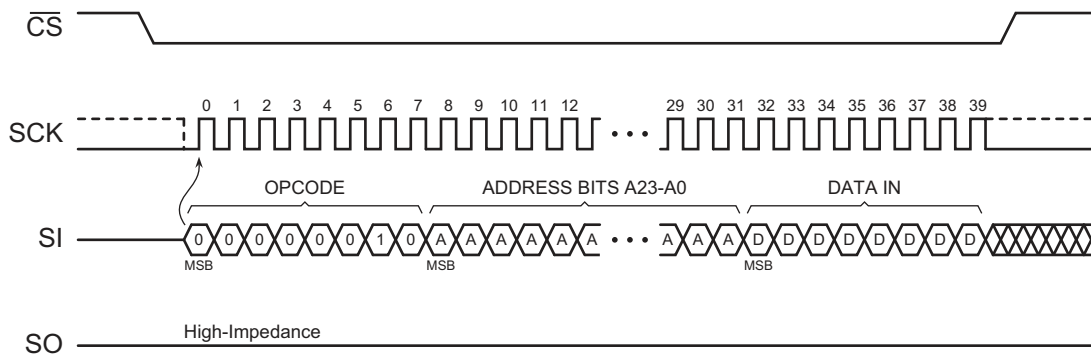 CS
0 1 2 3 4 5 6 7 8 9 10 11 12 29 30 31 32 33 34 35 36 37 38 39
SCK
OPCODE ADDRESS BITS A23-A0 DATA IN
SI 0 0 0 0 0 0 1 0 A A A A A A A A A D D D D D D D D
MSB MSB MSB
High-Impedance
SO